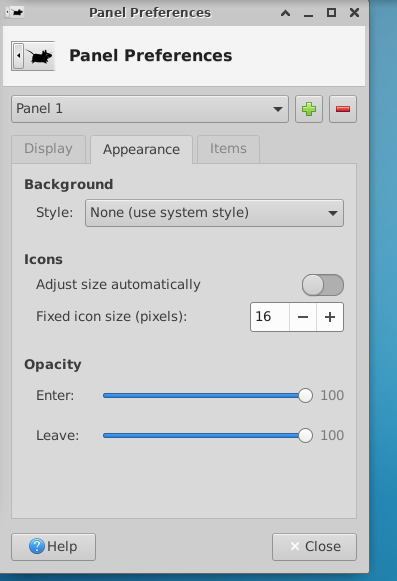 Panel Preferences
Panel Preferences
Panel 1
Display Appearance Items
Background
Style: None (use system style)
Icons
Adjust size automatically
Fixed icon size (pixels): 16
Opacity
Enter: 100
Leave: 100
Help Close